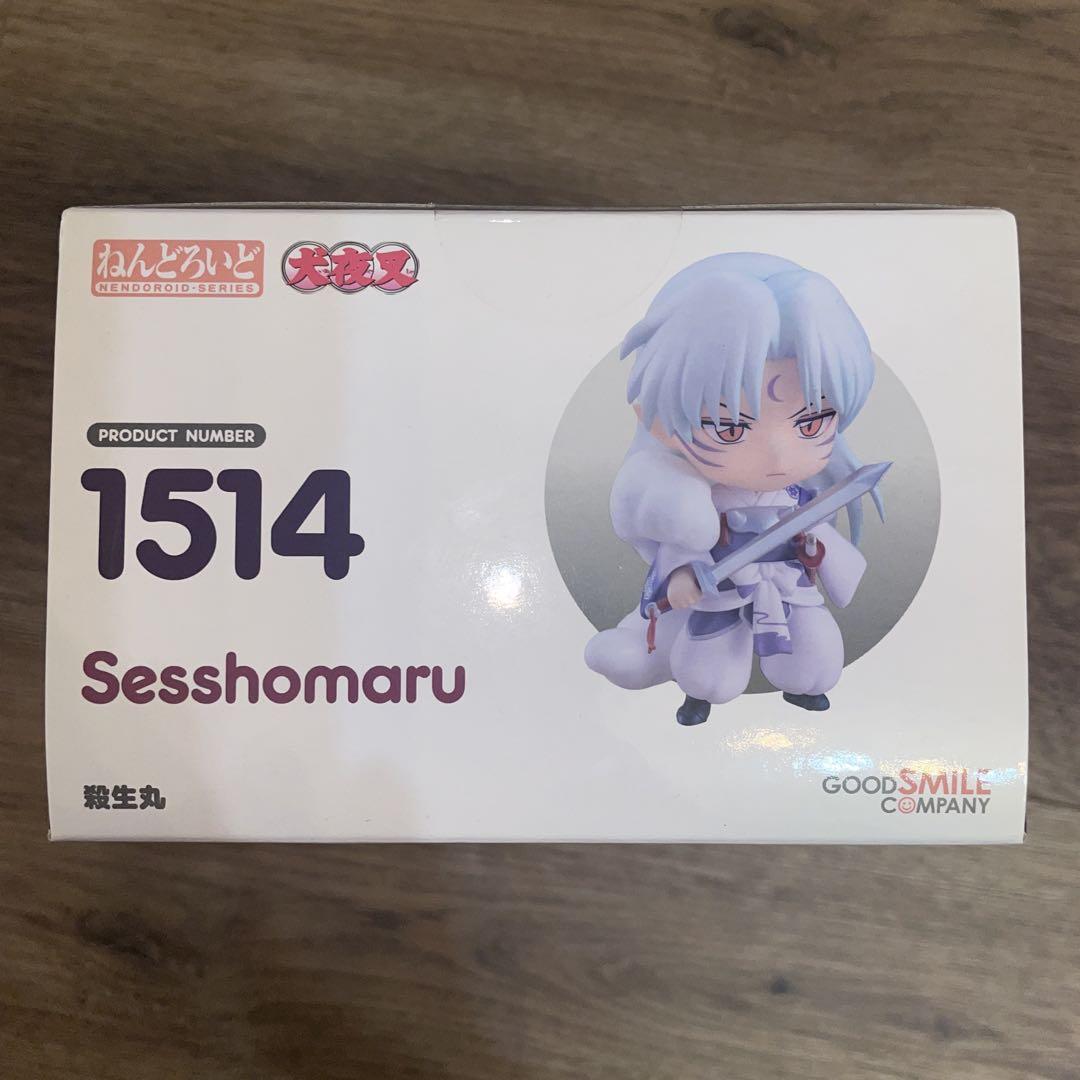 ねんどろいど
NENDOROID-SERIES
犬夜叉
PRODUCT NUMBER
1514
Sesshomaru
殺生丸
GOOD SMILE
COMPANY